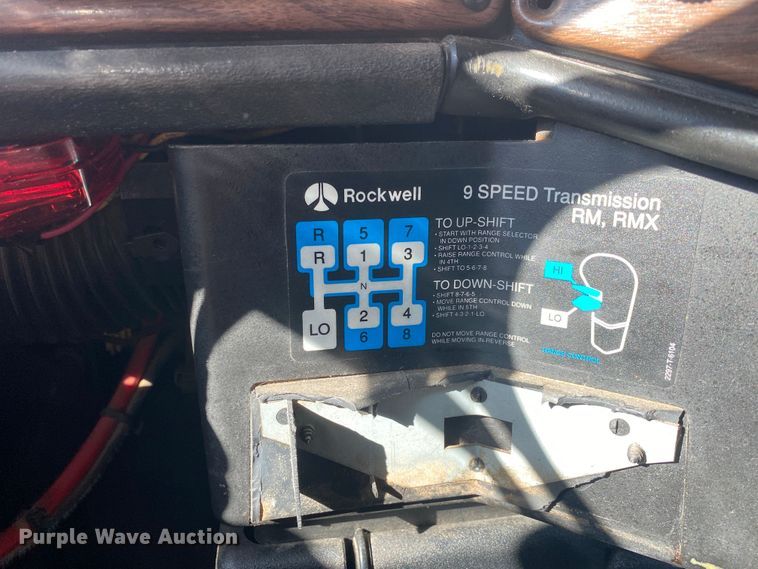 Rockwell
9 SPEED Transmission
RM, RMX
R 5 7
R 1 3
N
LO 2 4
6 8
TO UP-SHIFT
• START WITH RANGE SELECTOR
IN DOWN POSITION
• SHIFT LO-1-2-3-4
• RAISE RANGE CONTROL WHILE
IN 4TH
• SHIFT TO 5-6-7-8
TO DOWN-SHIFT
• SHIFT 8-7-6-5
• MOVE RANGE CONTROL DOWN
WHILE IN 5TH
• SHIFT 4-3-2-1-LO
DO NOT MOVE RANGE CONTROL
WHILE MOVING IN REVERSE
HI
LO
RANGE CONTROL
2297-T-6104
Purple Wave Auction